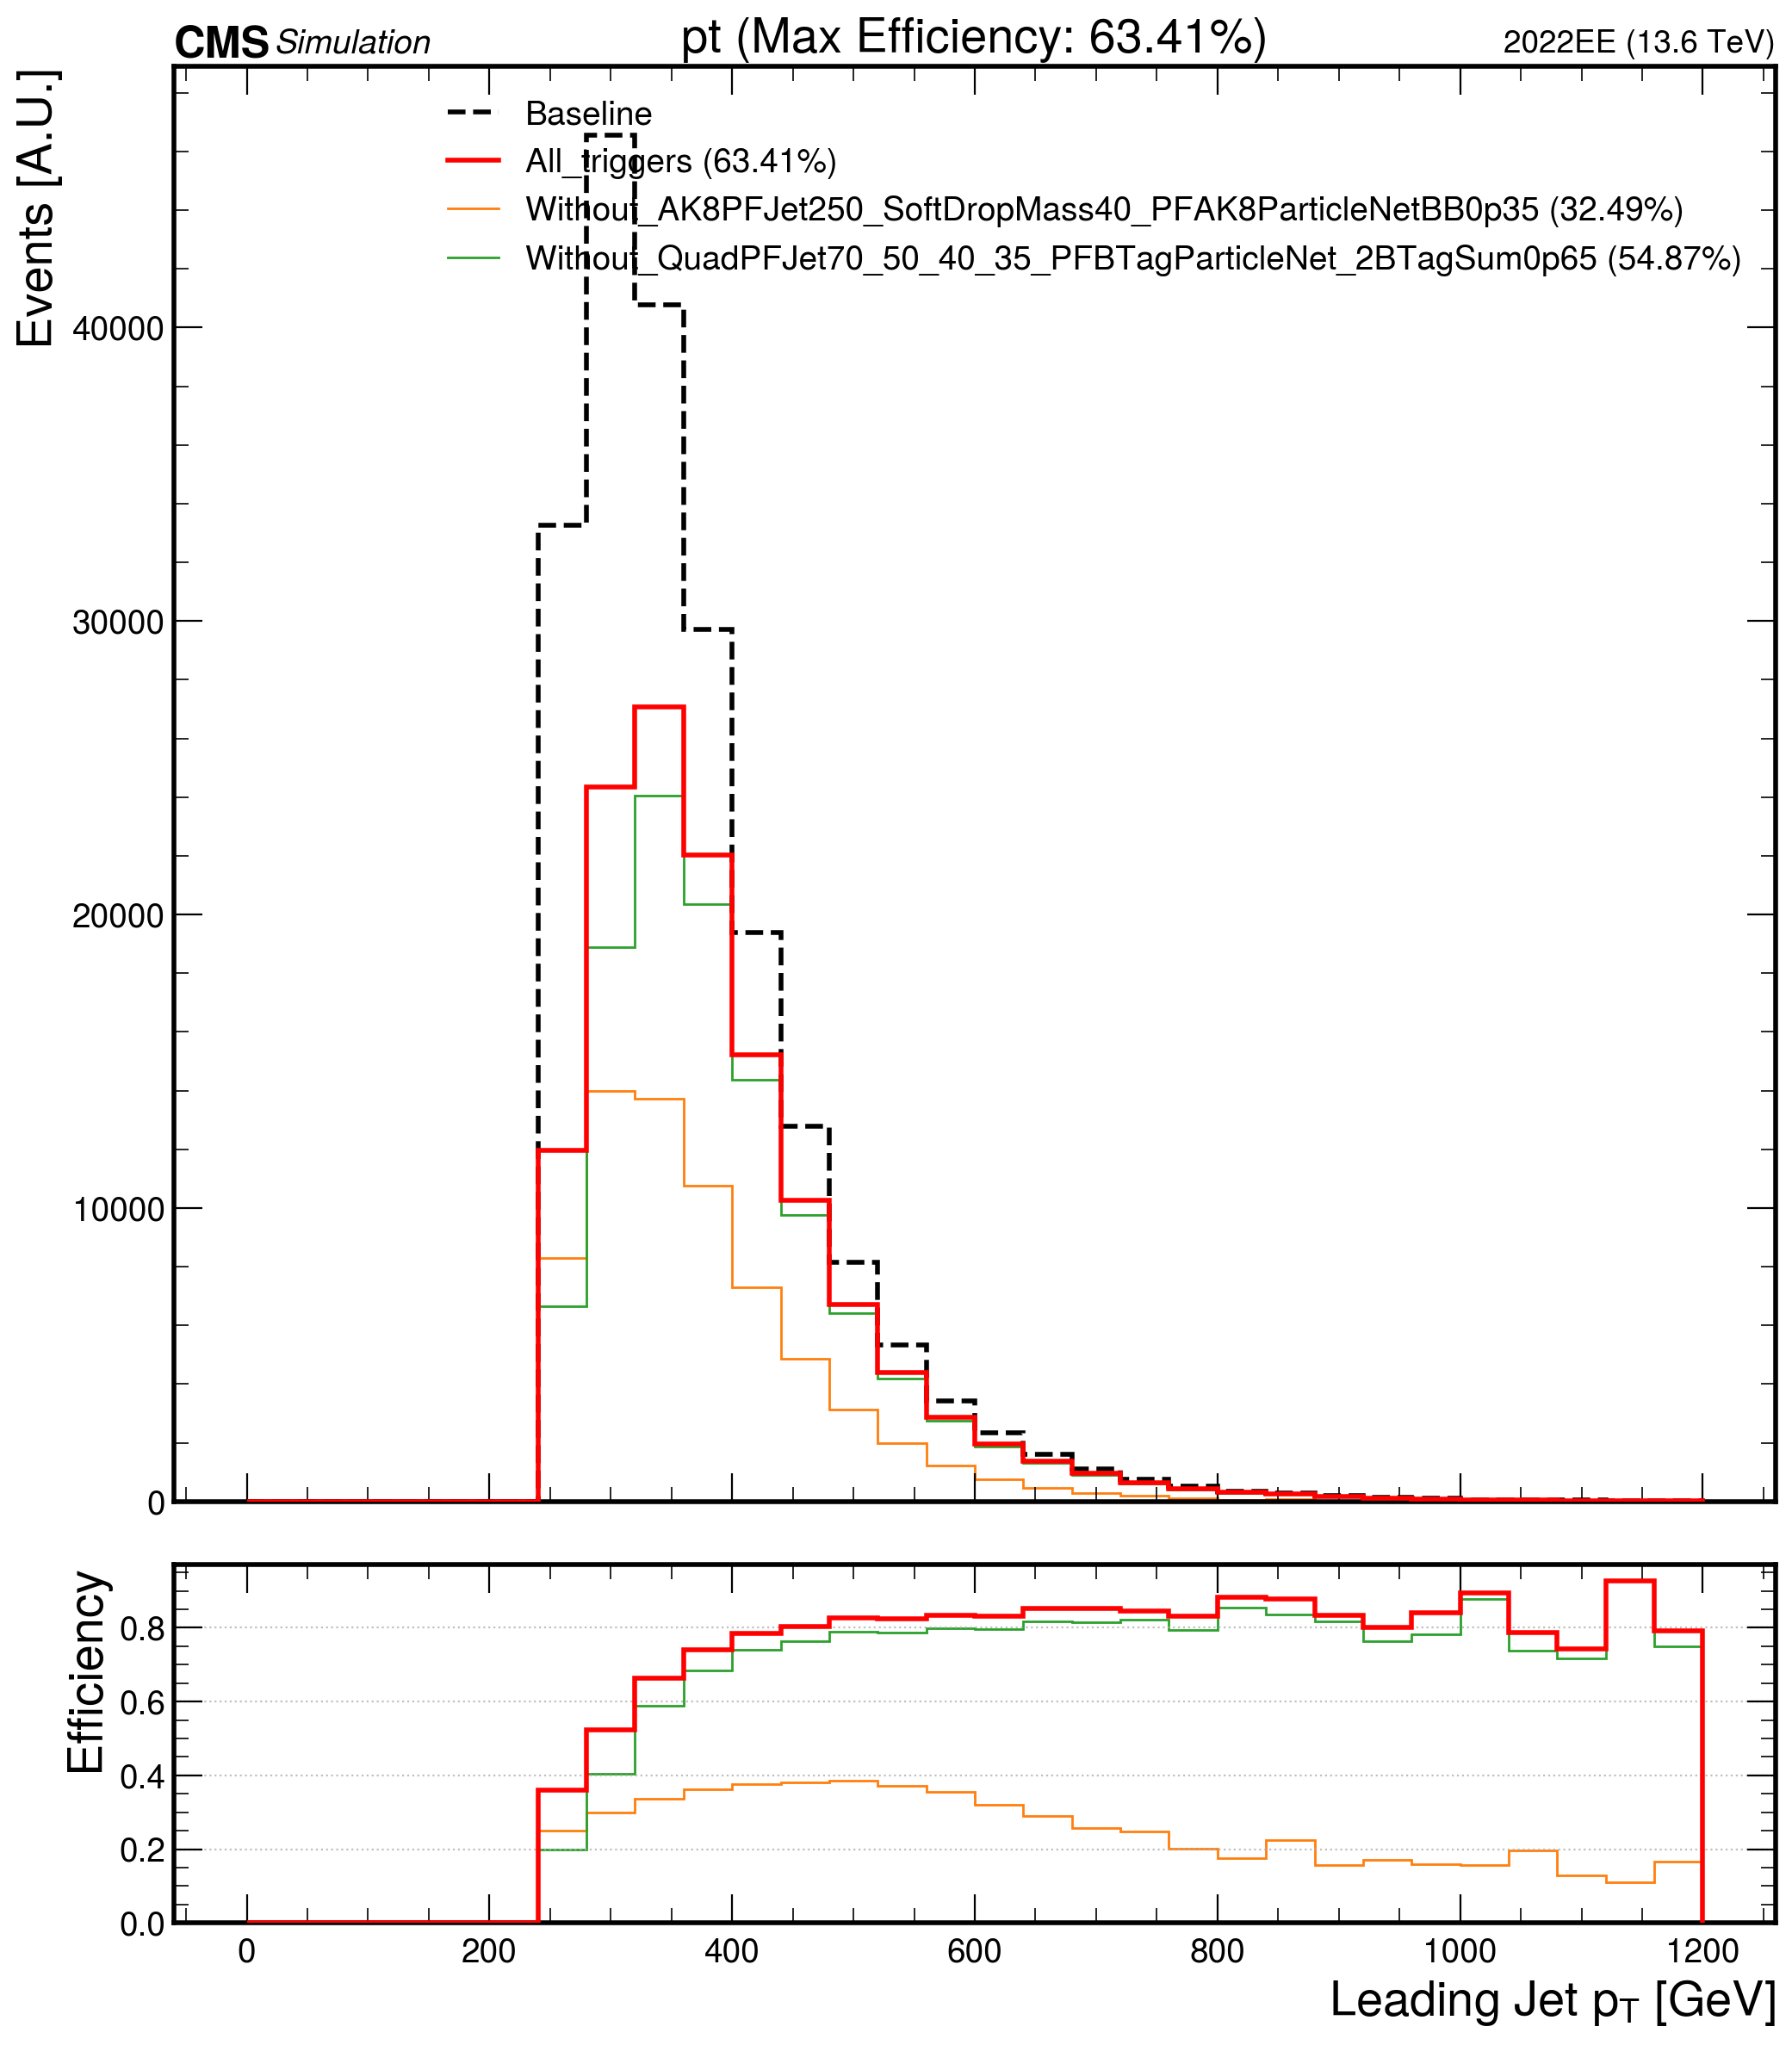 CMS Simulation
pt (Max Efficiency: 63.41%)
2022EE (13.6 TeV)
Events [A.U.]
Baseline
All_triggers (63.41%)
Without_AK8PFJet250_SoftDropMass40_PFAK8ParticleNetBB0p35 (32.49%)
Without_QuadPFJet70_50_40_35_PFBTagParticleNet_2BTagSum0p65 (54.87%)
40000
30000
20000
10000
0
Efficiency
0.8
0.6
0.4
0.2
0.0
0 200 400 600 800 1000 1200
Leading Jet pT [GeV]